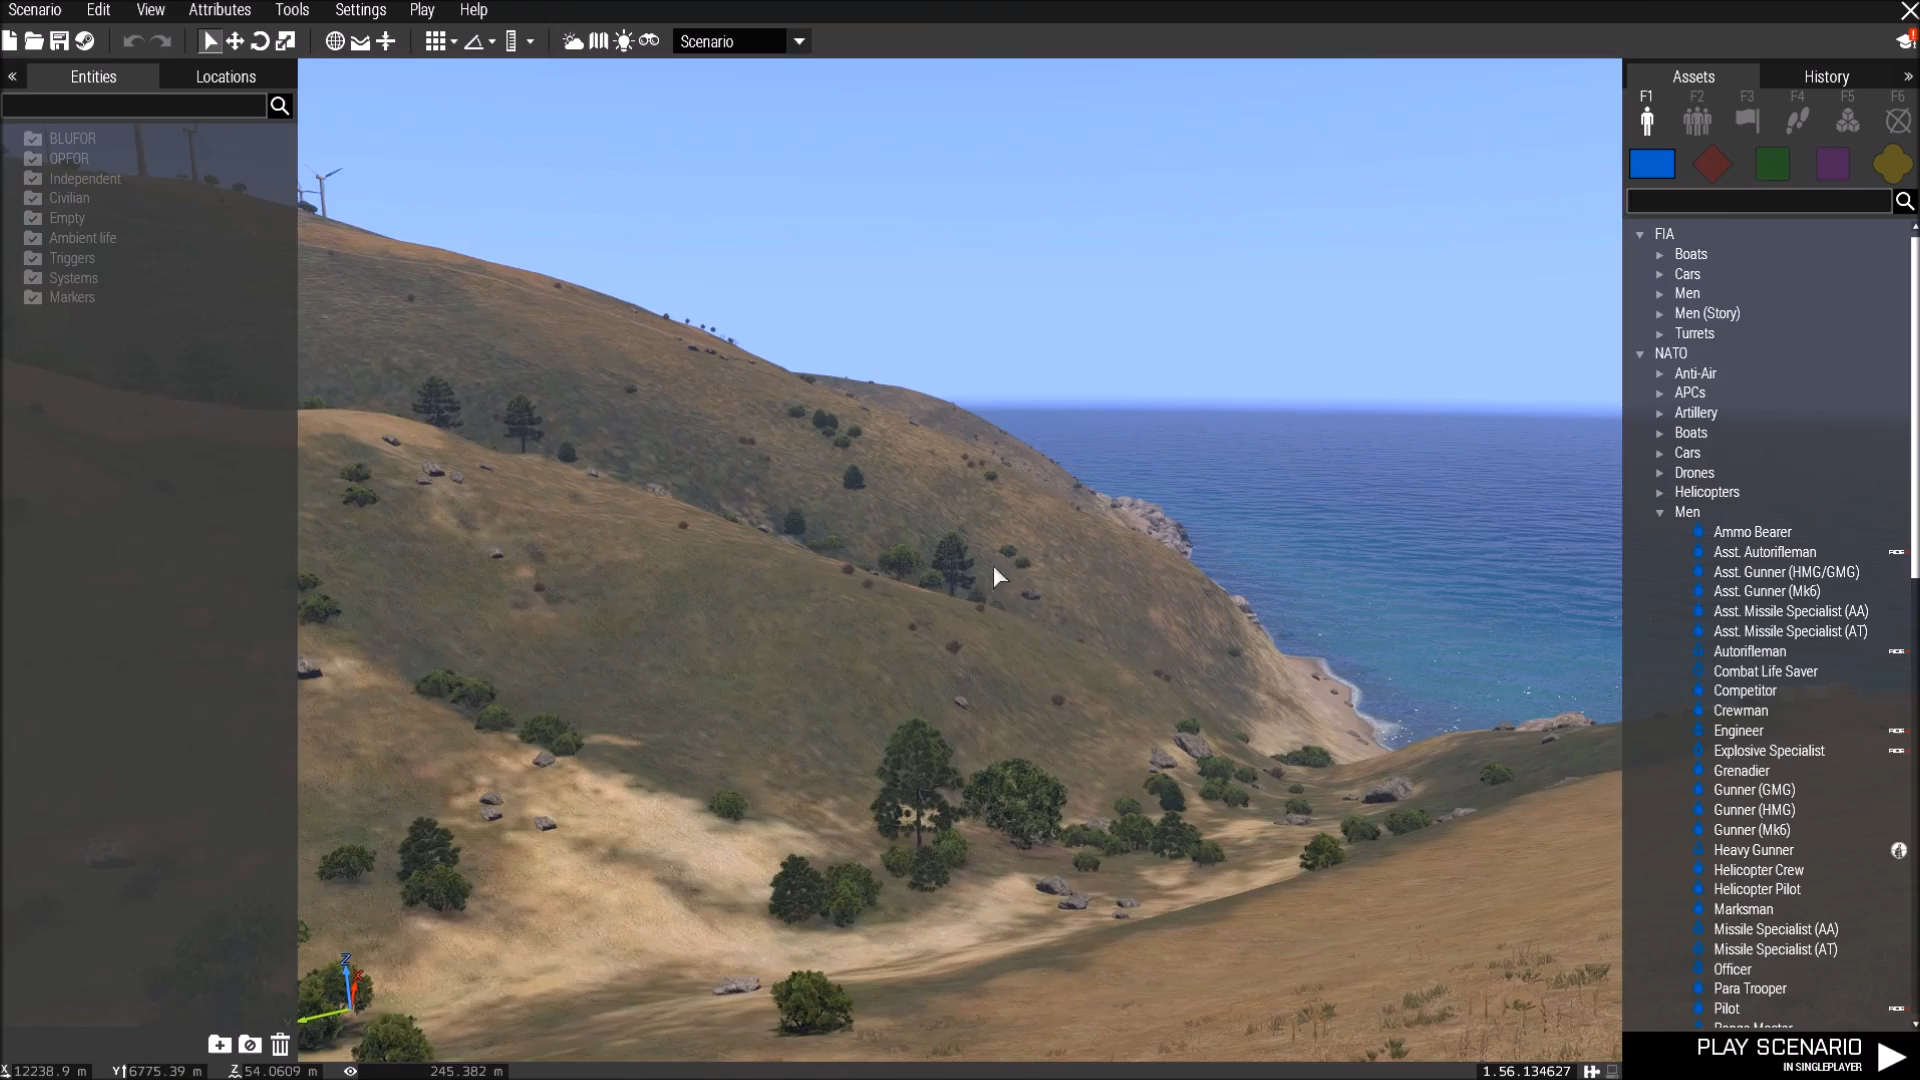 Scenario Edit View Attributes Tools Settings Play Help
Scenario
Entities Locations
BLUFOR
OPFOR
Independent
Civilian
Empty
Ambient life
Triggers
Systems
Markers
Assets History
F1 F2 F3 F4 F5 F6
FIA
Boats
Cars
Men
Men (Story)
Turrets
NATO
Anti-Air
APCs
Artillery
Boats
Cars
Drones
Helicopters
Men
Ammo Bearer
Asst. Autorifleman
Asst. Gunner (HMG/GMG)
Asst. Gunner (Mk6)
Asst. Missile Specialist (AA)
Asst. Missile Specialist (AT)
Autorifleman
Combat Life Saver
Competitor
Crewman
Engineer
Explosive Specialist
Grenadier
Gunner (GMG)
Gunner (HMG)
Gunner (Mk6)
Heavy Gunner
Helicopter Crew
Helicopter Pilot
Marksman
Missile Specialist (AA)
Missile Specialist (AT)
Officer
Para Trooper
Pilot
Z
X
PLAY SCENARIO
IN SINGLEPLAYER
X 12238.9 m Y 6775.39 m Z 54.0609 m 245.382 m 1.56.134627